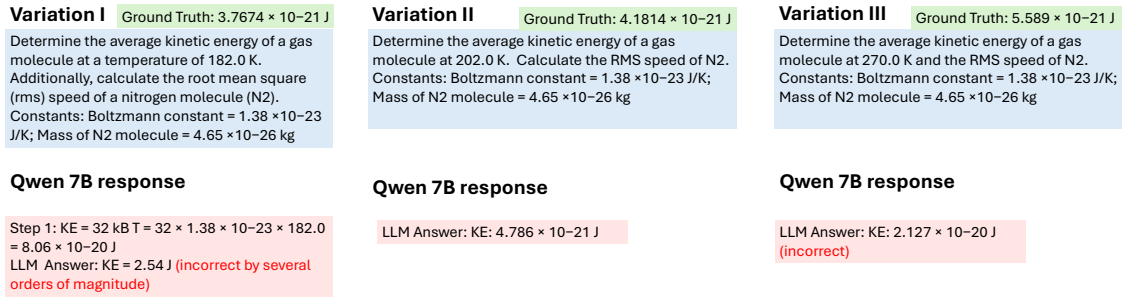 Variation I
Ground Truth: 3.7674 × 10−21 J
Determine the average kinetic energy of a gas
molecule at a temperature of 182.0 K.
Additionally, calculate the root mean square
(rms) speed of a nitrogen molecule (N2).
Constants: Boltzmann constant = 1.38 ×10−23
J/K; Mass of N2 molecule = 4.65 ×10−26 kg
Qwen 7B response
Step 1: KE = 32 kB T = 32 × 1.38 × 10−23 × 182.0
= 8.06 × 10−20 J
LLM Answer: KE = 2.54 J (incorrect by several
orders of magnitude)
Variation II
Ground Truth: 4.1814 × 10−21 J
Determine the average kinetic energy of a gas
molecule at 202.0 K. Calculate the RMS speed of N2.
Constants: Boltzmann constant = 1.38 ×10−23 J/K;
Mass of N2 molecule = 4.65 ×10−26 kg
Qwen 7B response
LLM Answer: KE: 4.786 × 10−21 J
Variation III
Ground Truth: 5.589 × 10−21 J
Determine the average kinetic energy of a gas
molecule at 270.0 K and the RMS speed of N2.
Constants: Boltzmann constant = 1.38 ×10−23 J/K;
Mass of N2 molecule = 4.65 ×10−26 kg
Qwen 7B response
LLM Answer: KE: 2.127 × 10−20 J
(incorrect)